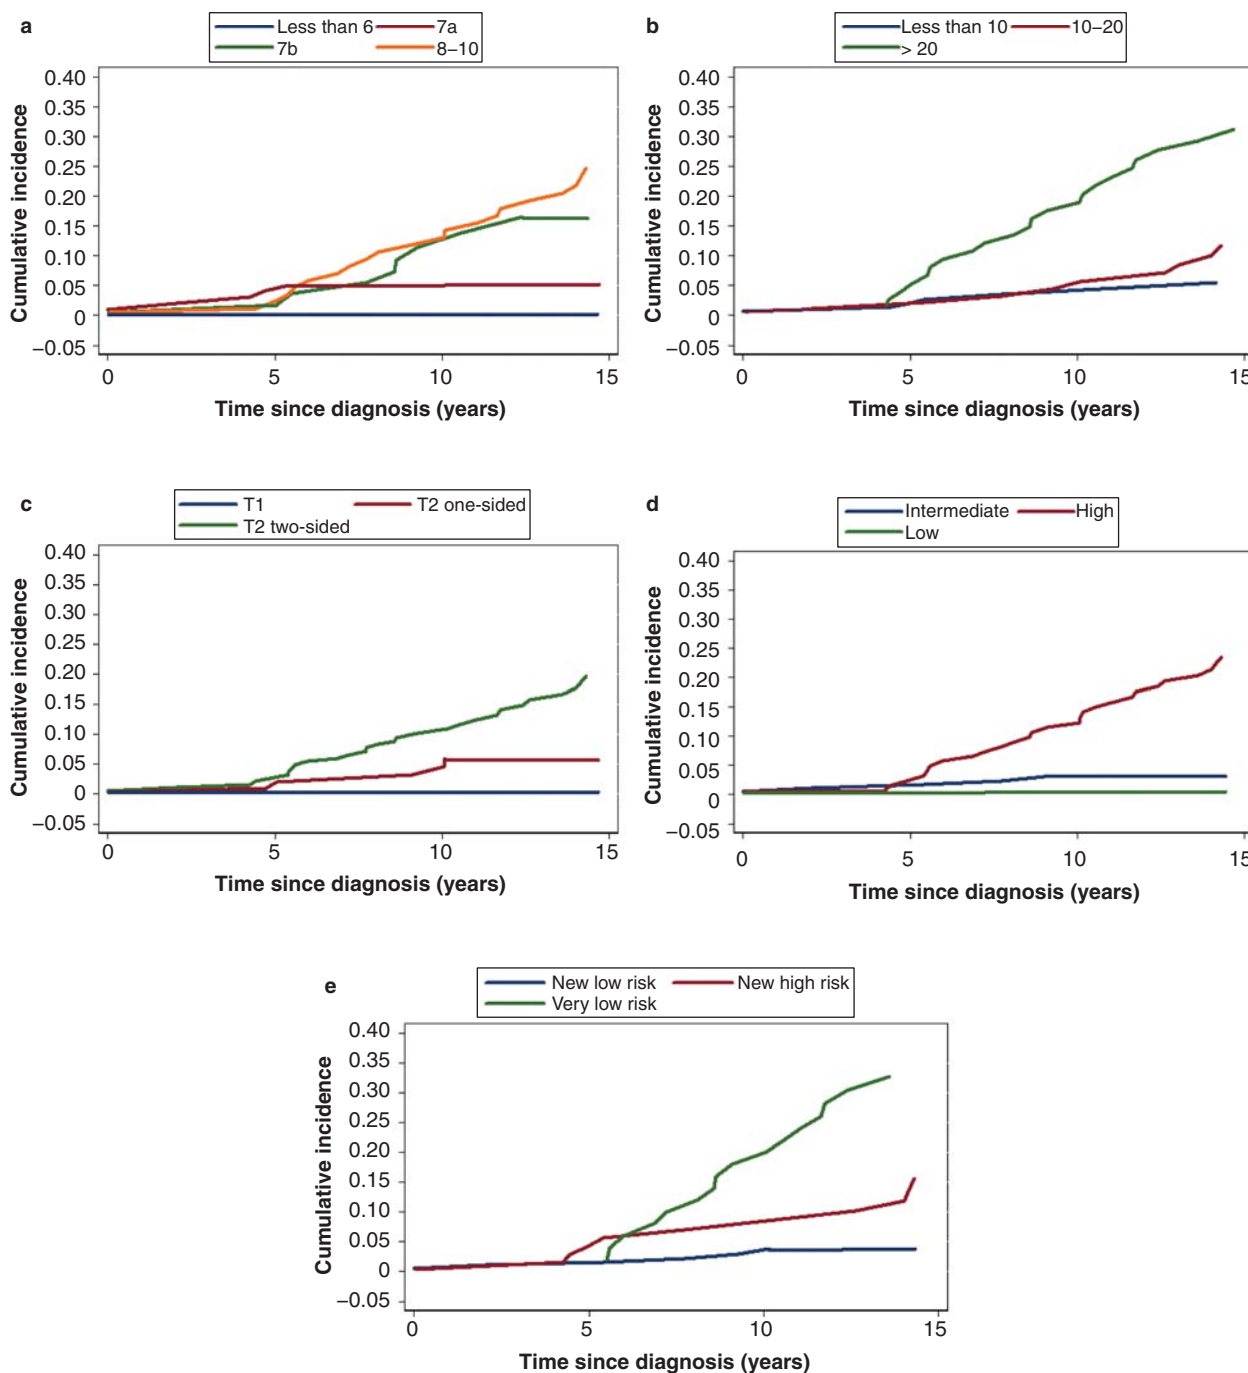 a
Less than 6 7a
7b 8–10
0.40
0.35
0.30
0.25
0.20
0.15
0.10
0.05
0
−0.05
Cumulative incidence
0 5 10 15
Time since diagnosis (years)
b
Less than 10 10–20
> 20
0.40
0.35
0.30
0.25
0.20
0.15
0.10
0.05
0
−0.05
Cumulative incidence
0 5 10 15
Time since diagnosis (years)
c
T1 T2 one-sided
T2 two-sided
0.40
0.35
0.30
0.30
0.20
0.15
0.10
0.05
0
−0.05
Cumulative incidence
0 5 10 15
Time since diagnosis (years)
d
Intermediate High
Low
0.40
0.35
0.30
0.25
0.20
0.15
0.10
0.05
0
−0.05
Cumulative incidence
0 5 10 15
Time since diagnosis (years)
e
New low risk New high risk
Very low risk
0.40
0.35
0.30
0.25
0.20
0.15
0.10
0.05
0
−0.05
Cumulative incidence
0 5 10 15
Time since diagnosis (years)